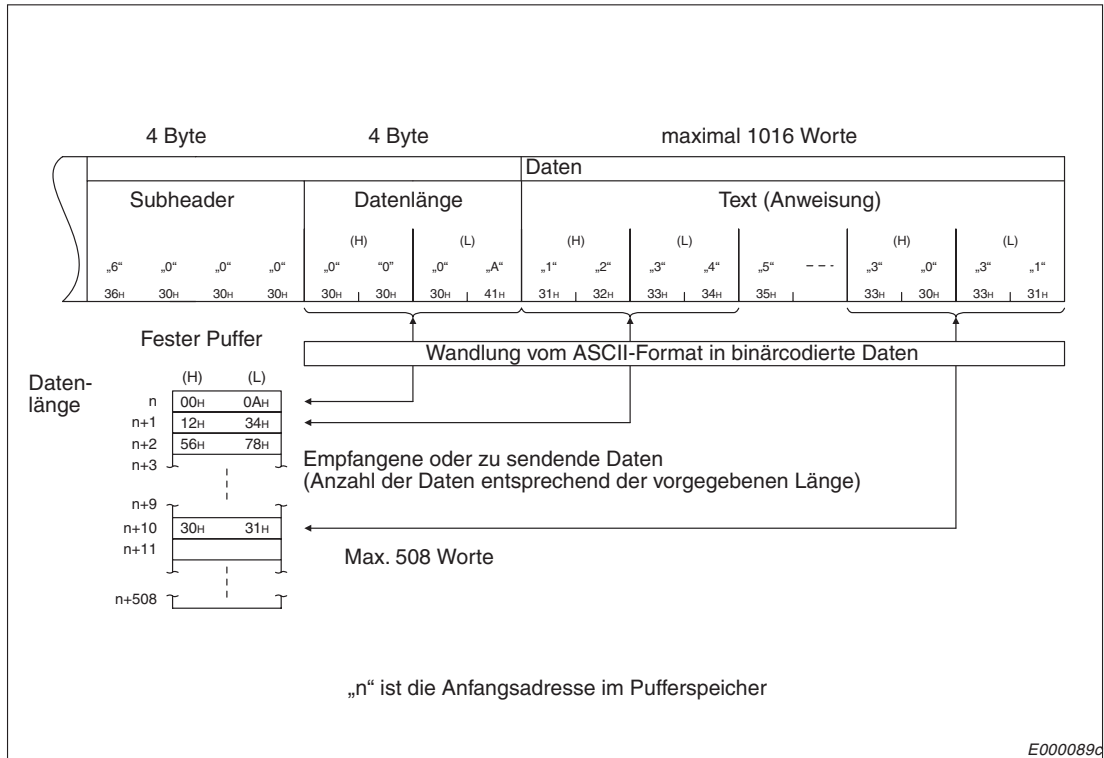 4 Byte 4 Byte maximal 1016 Worte
Daten
Subheader Datenlänge Text (Anweisung)
(H) (L) (H) (L) (H) (L)
„6“ „0“ „0“ „0“ „0“ “0” „0“ „A“ „1“ „2“ „3“ „4“ „5“ „3“ „0“ „3“ „1“
36H 30H 30H 30H 30H 30H 30H 41H 31H 32H 33H 34H 35H 33H 30H 33H 31H
Fester Puffer
Wandlung vom ASCII-Format in binärcodierte Daten
Daten-
länge
(H) (L)
n 00H 0AH
n+1 12H 34H
n+2 56H 78H
n+3
Empfangene oder zu sendende Daten
(Anzahl der Daten entsprechend der vorgegebenen Länge)
n+9
n+10 30H 31H
n+11
Max. 508 Worte
n+508
„n“ ist die Anfangsadresse im Pufferspeicher
E000089c